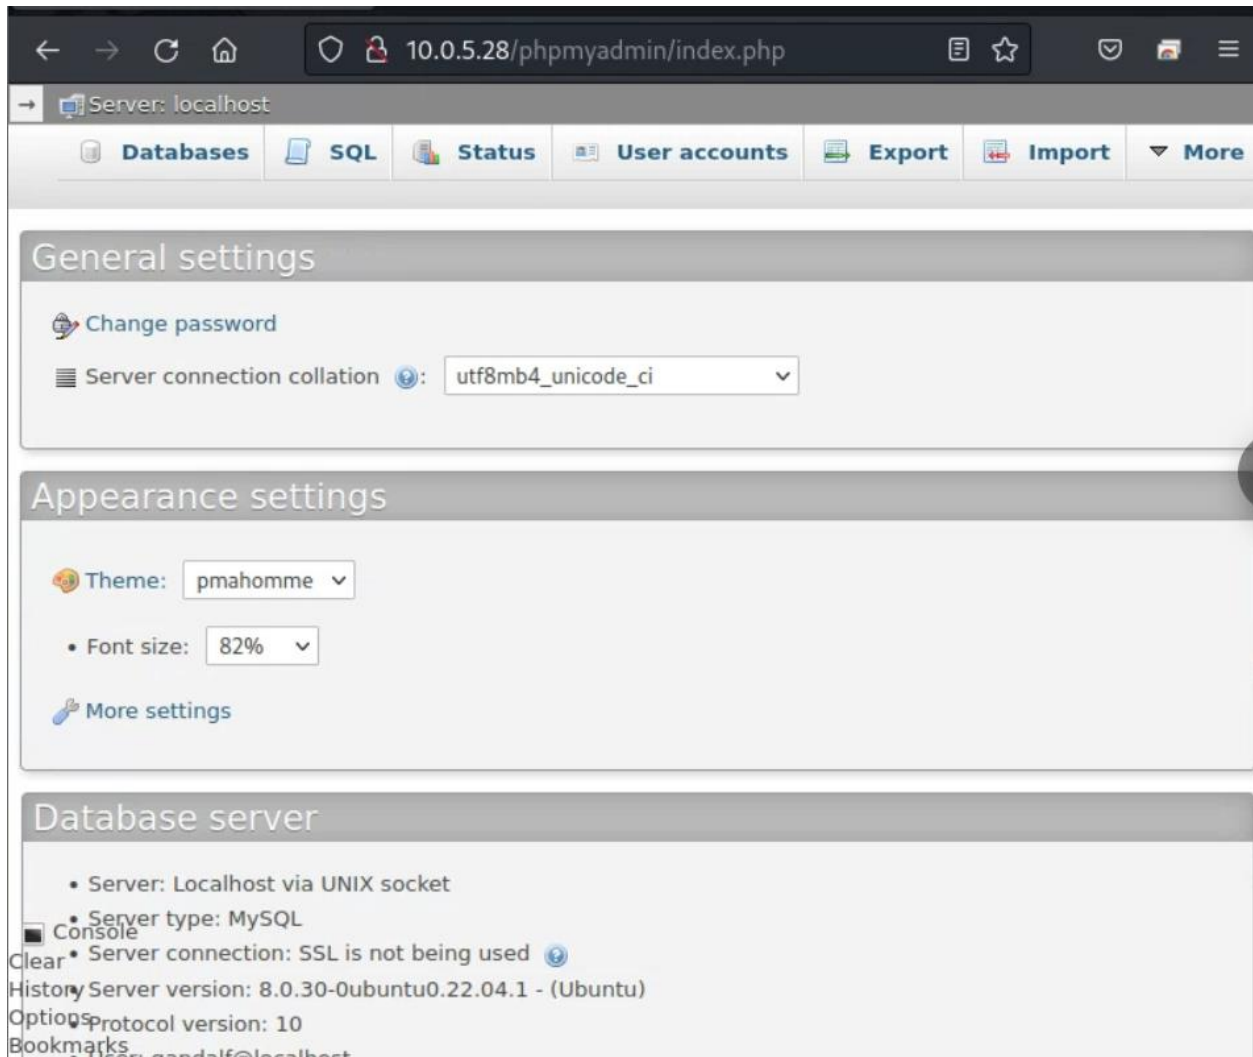 10.0.5.28/phpmyadmin/index.php
Server: localhost
Databases SQL Status User accounts Export Import More
General settings
Change password
Server connection collation : utf8mb4_unicode_ci
Appearance settings
Theme: pmahomme
• Font size: 82%
More settings
Database server
• Server: Localhost via UNIX socket
• Server type: MySQL
Console
• Server connection: SSL is not being used
Clear
• Server version: 8.0.30-0ubuntu0.22.04.1 - (Ubuntu)
History
• Protocol version: 10
Options
• User: gandalf@localhost
Bookmarks